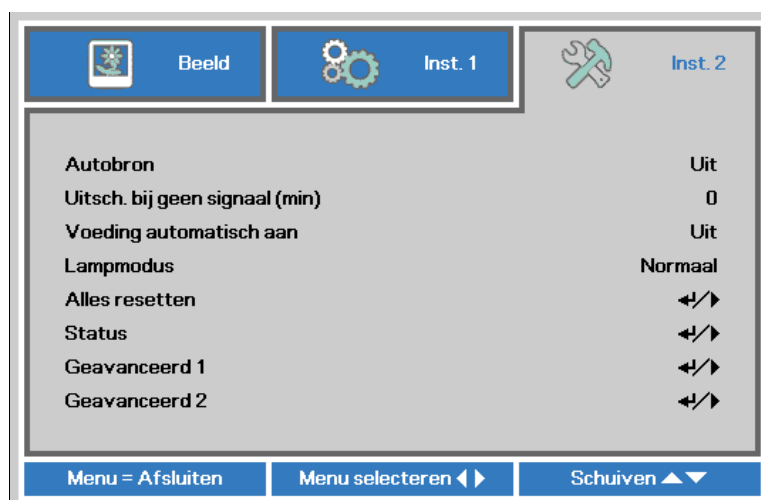 Beeld Inst. 1 Inst. 2
Autobron Uit
Uitsch. bij geen signaal (min) 0
Voeding automatisch aan Uit
Lampmodus Normaal
Alles resetten
Status
Geavanceerd 1
Geavanceerd 2
Menu = Afsluiten Menu selecteren Schuiven